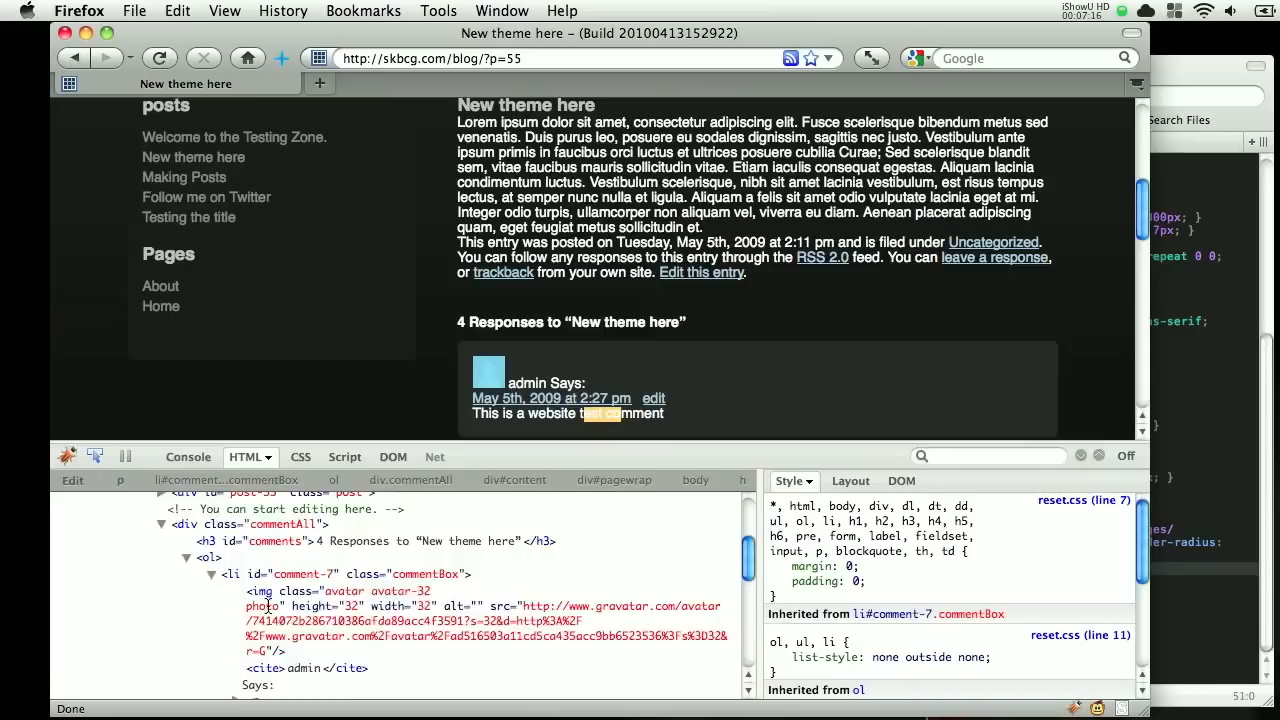 Firefox File Edit View History Bookmarks Tools Window Help
iShowU HD
00:07:16
New theme here – (Build 20100413152922)
http://skbcg.com/blog/?p=55
Google
New theme here
Search Files
posts
Welcome to the Testing Zone.
New theme here
Making Posts
Follow me on Twitter
Testing the title
Pages
About
Home
New theme here
Lorem ipsum dolor sit amet, consectetur adipiscing elit. Fusce scelerisque bibendum metus sed
venenatis. Duis purus leo, posuere eu sodales dignissim, sagittis nec justo. Vestibulum ante
ipsum primis in faucibus orci luctus et ultrices posuere cubilia Curae; Sed scelerisque blandit
sem, vitae faucibus mauris sollicitudin vitae. Etiam iaculis consequat egestas. Aliquam lacinia
condimentum luctus. Vestibulum scelerisque, nibh sit amet lacinia vestibulum, est risus tempus
lectus, at semper nunc nulla et ligula. Aliquam a felis sit amet odio vulputate lacinia eget at mi.
Integer odio turpis, ullamcorper non aliquam vel, viverra eu diam. Aenean placerat adipiscing
quam, eget feugiat metus sollicitudin et.
This entry was posted on Tuesday, May 5th, 2009 at 2:11 pm and is filed under Uncategorized.
You can follow any responses to this entry through the RSS 2.0 feed. You can leave a response,
or trackback from your own site. Edit this entry.
4 Responses to “New theme here”
admin Says:
May 5th, 2009 at 2:27 pm edit
This is a website test comment
00px; }
7px; }
repeat 0 0;
ns-serif;
}
}
ges/
der-radius:
51:0
Console HTML CSS Script DOM Net
Off
Edit p li#comment...commentBox ol div.commentAll div#content div#pagewrap body h
<div id="post-55" class="post">
<!-- You can start editing here. -->
<div class="commentAll">
<h3 id="comments">4 Responses to “New theme here”</h3>
<ol>
<li id="comment-7" class="commentBox">
<img class="avatar avatar-32
photo" height="32" width="32" alt="" src="http://www.gravatar.com/avatar
/7414072b286710386afda89acc4f3591?s=32&d=http%3A%2F
%2Fwww.gravatar.com%2Favatar%2Fad516503a11cd5ca435acc9bb6523536%3Fs%3D32&
r=G"/>
<cite>admin</cite>
Says:
Style Layout DOM
reset.css (line 7)
*, html, body, div, dl, dt, dd,
ul, ol, li, h1, h2, h3, h4, h5,
h6, pre, form, label, fieldset,
input, p, blockquote, th, td {
margin: 0;
padding: 0;
}
Inherited from li#comment-7.commentBox
reset.css (line 11)
ol, ul, li {
list-style: none outside none;
}
Inherited from ol
Done